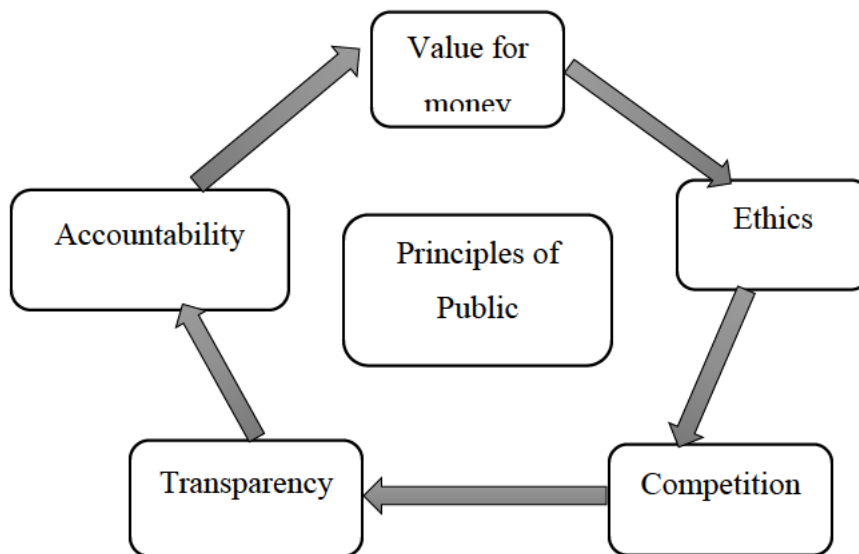 Value for
money
Ethics
Accountability
Principles of
Public
Transparency
Competition